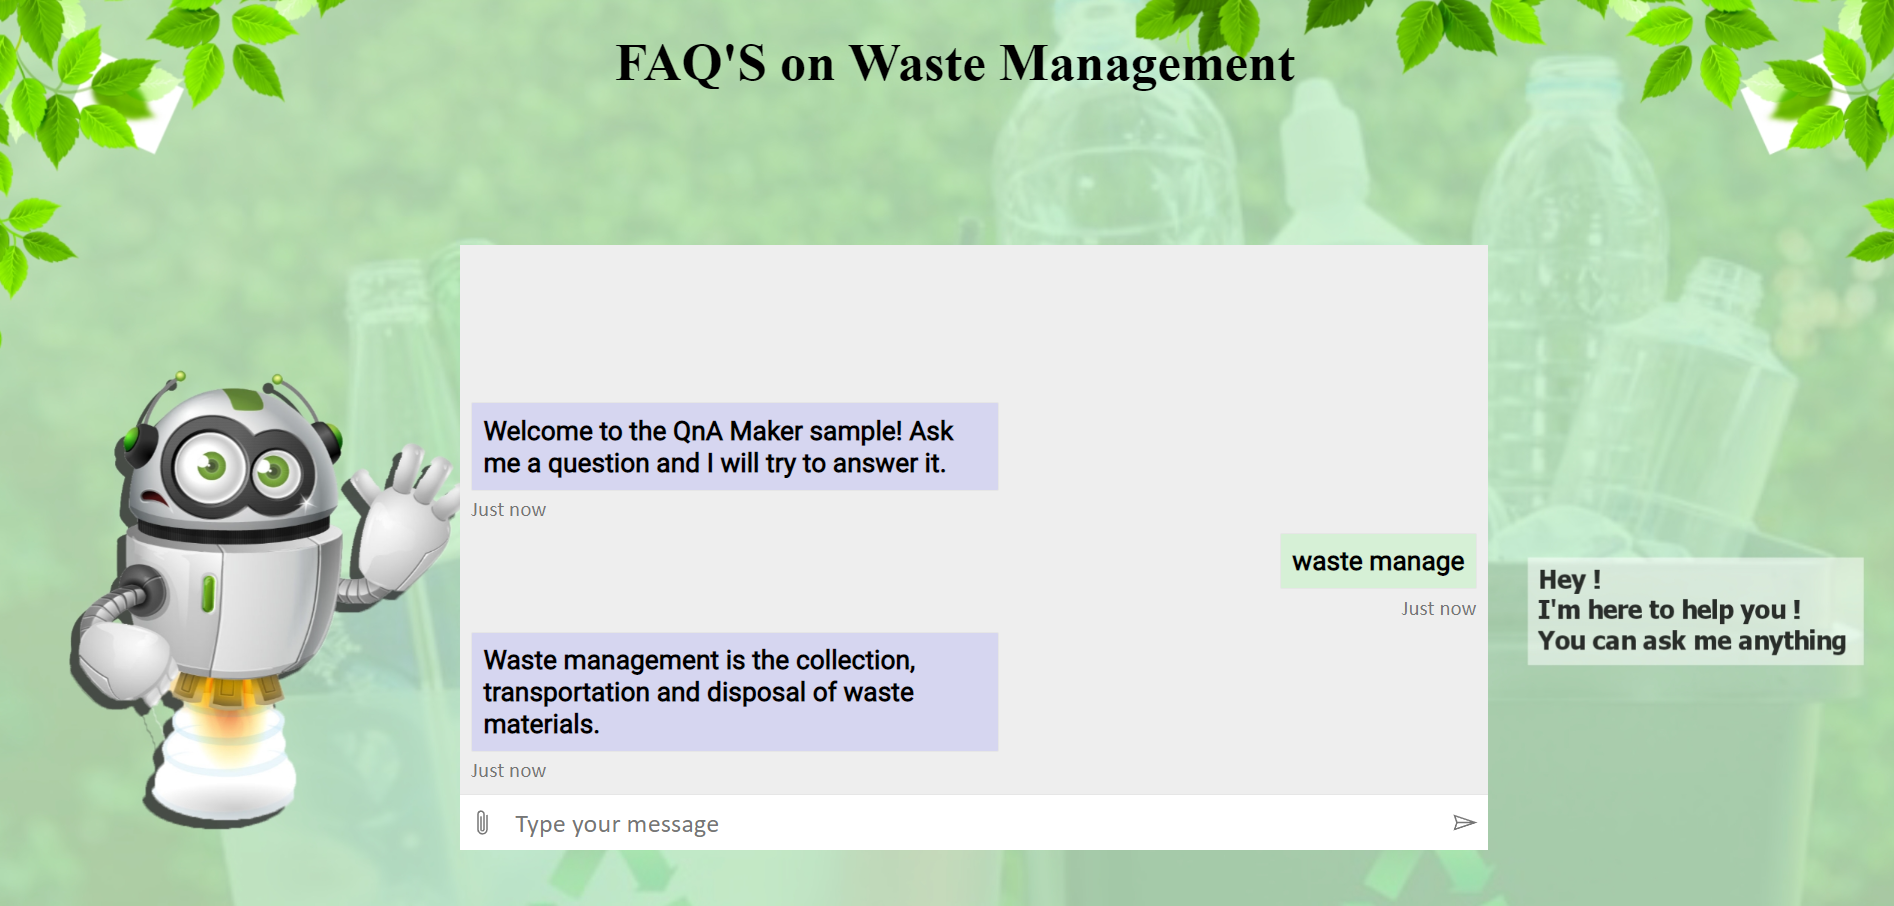 FAQ'S on Waste Management
Welcome to the QnA Maker sample! Ask
me a question and I will try to answer it.
Just now
waste manage
Just now
Waste management is the collection,
transportation and disposal of waste
materials.
Just now
Type your message
Hey !
I'm here to help you !
You can ask me anything